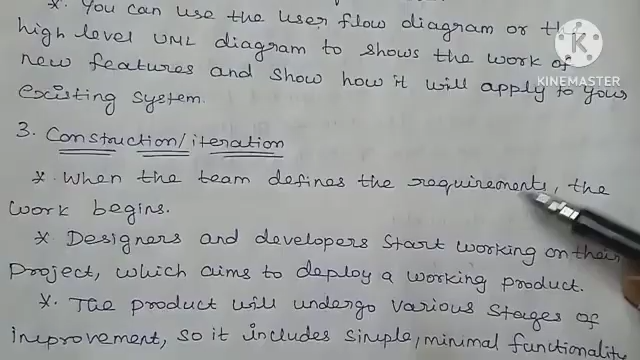 *. You can use the user flow diagram or the
high level UML diagram to shows the work of
new features and show how it will apply to your
existing system.
3. Construction/iteration
* When the team defines the requirements, the
work begins.
* Designers and developers start working on their
project, which aims to deploy a working product.
*. The product will undergo various stages of
improvement, so it includes simple, minimal functionality
K
KINEMASTER